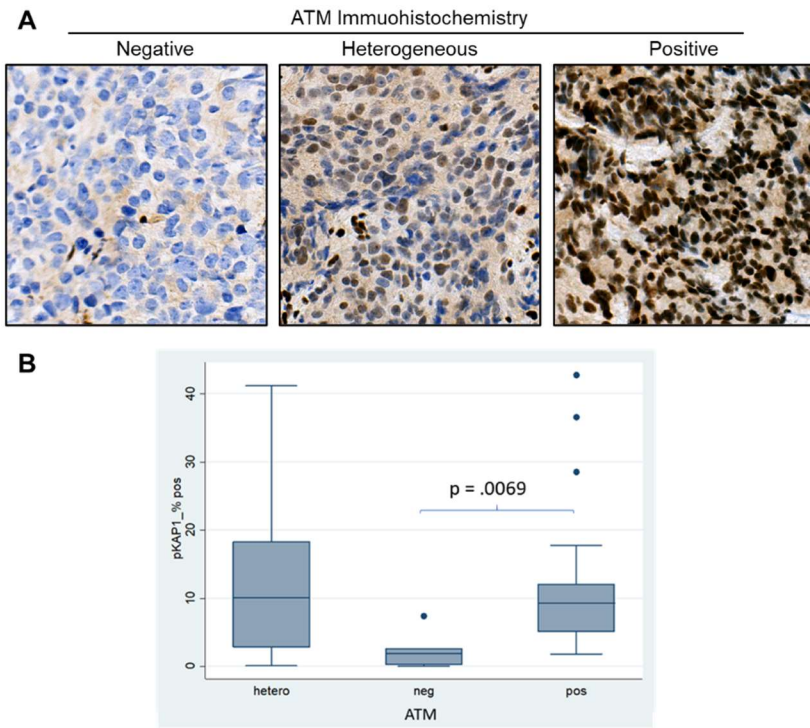 A
ATM Immuohistochemistry
Negative Heterogeneous Positive
B
40
30
20
10
0
pKAP1_% pos
p = .0069
hetero neg pos
ATM